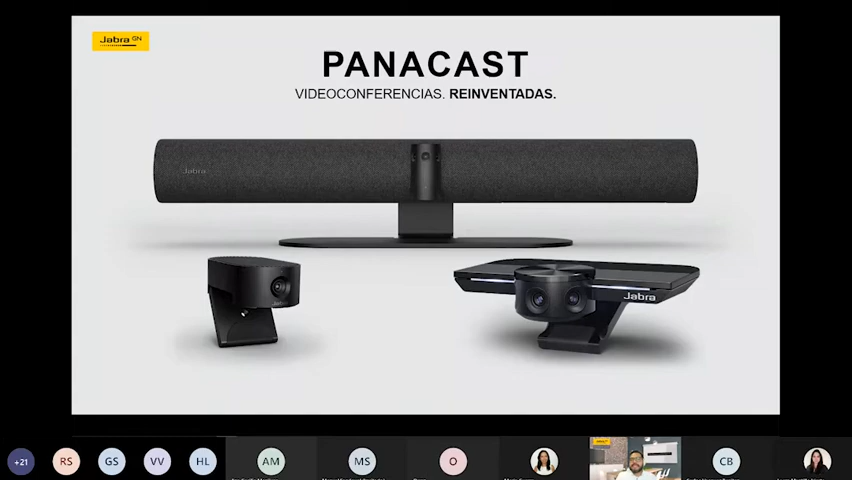 Jabra GN
PANACAST
VIDEOCONFERENCIAS. REINVENTADAS.
Jabra
Jabra
+21
RS
GS
VV
HL
AM
MS
O
CB